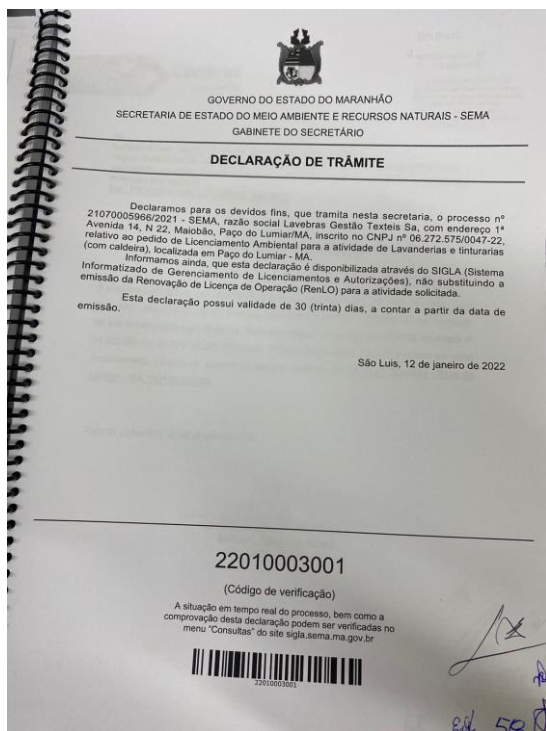 GOVERNO DO ESTADO DO MARANHÃO
SECRETARIA DE ESTADO DO MEIO AMBIENTE E RECURSOS NATURAIS - SEMA
GABINETE DO SECRETÁRIO
DECLARAÇÃO DE TRÂMITE
Declaramos para os devidos fins, que tramita nesta secretaria, o processo nº
21070005966/2021 - SEMA, razão social Lavebras Gestão Texteis Sa, com endereço 1ª
Avenida 14, N 22, Maiobão, Paço do Lumiar/MA, inscrito no CNPJ nº 06.272.575/0047-22,
relativo ao pedido de Licenciamento Ambiental para a atividade de Lavanderias e tinturarias
(com caldeira), localizada em Paço do Lumiar - MA.
Informamos ainda, que esta declaração é disponibilizada através do SIGLA (Sistema
Informatizado de Gerenciamento de Licenciamentos e Autorizações), não substituindo a
emissão da Renovação de Licença de Operação (RenLO) para a atividade solicitada.
Esta declaração possui validade de 30 (trinta) dias, a contar a partir da data de
emissão.
São Luis, 12 de janeiro de 2022
22010003001
(Código de verificação)
A situação em tempo real do processo, bem como a
comprovação desta declaração podem ser verificadas no
menu "Consultas" do site sigla.sema.ma.gov.br
22010003001